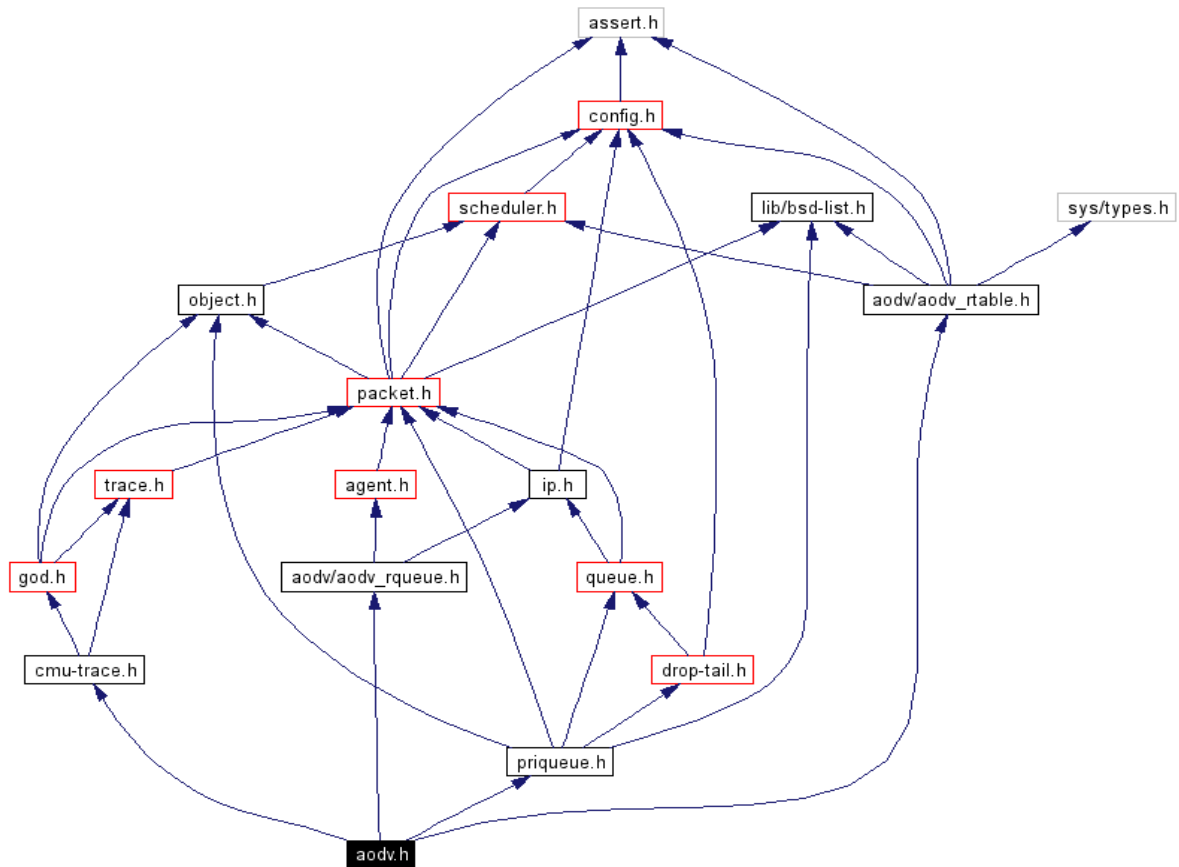 assert.h
config.h
scheduler.h
lib/bsd-list.h
sys/types.h
object.h
aodv/aodv_rtable.h
packet.h
trace.h
agent.h
ip.h
god.h
aodv/aodv_rqueue.h
queue.h
cmu-trace.h
drop-tail.h
priqueue.h
aodv.h